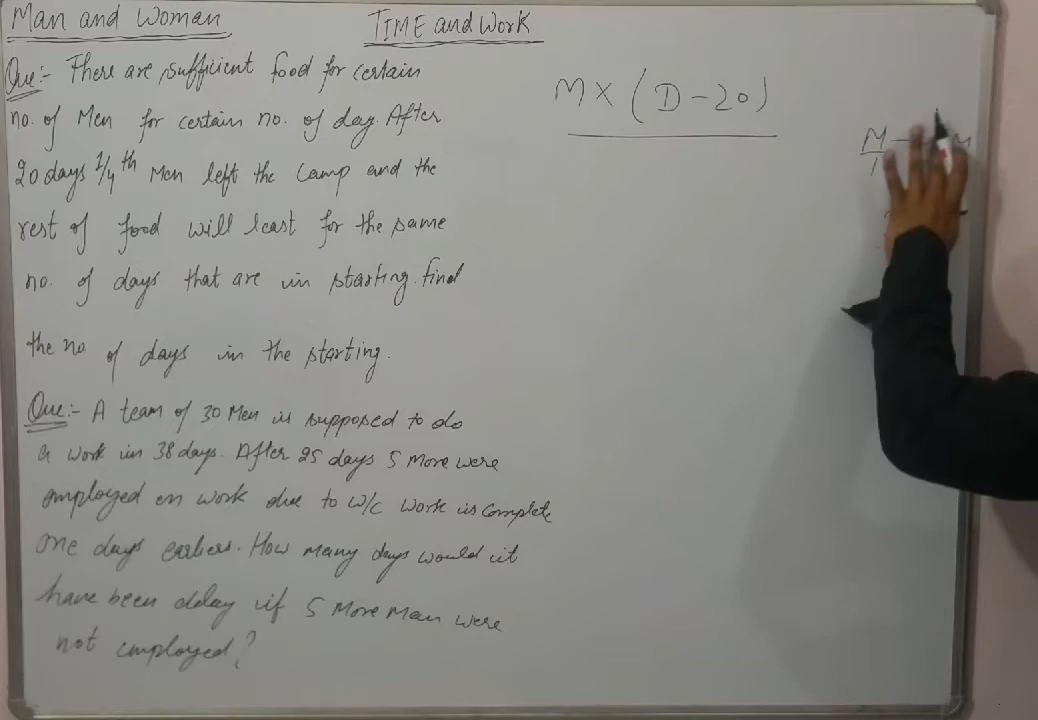 Man and Woman
TIME and Work
Que:- There are sufficient food for certain
no. of Men for certain no. of day. After
20 days 1/4 th Men left the Camp and the
rest of food will least for the same
no. of days that are in starting. find
the no. of days in the starting.
Que:- A team of 30 Men is supposed to do
a work in 38 days. After 25 days 5 More were
employed on work due to w/c work is complete
one days earlier. How many days would it
have been delay if 5 More Man were
not employed?
M × (D - 20)
M
M